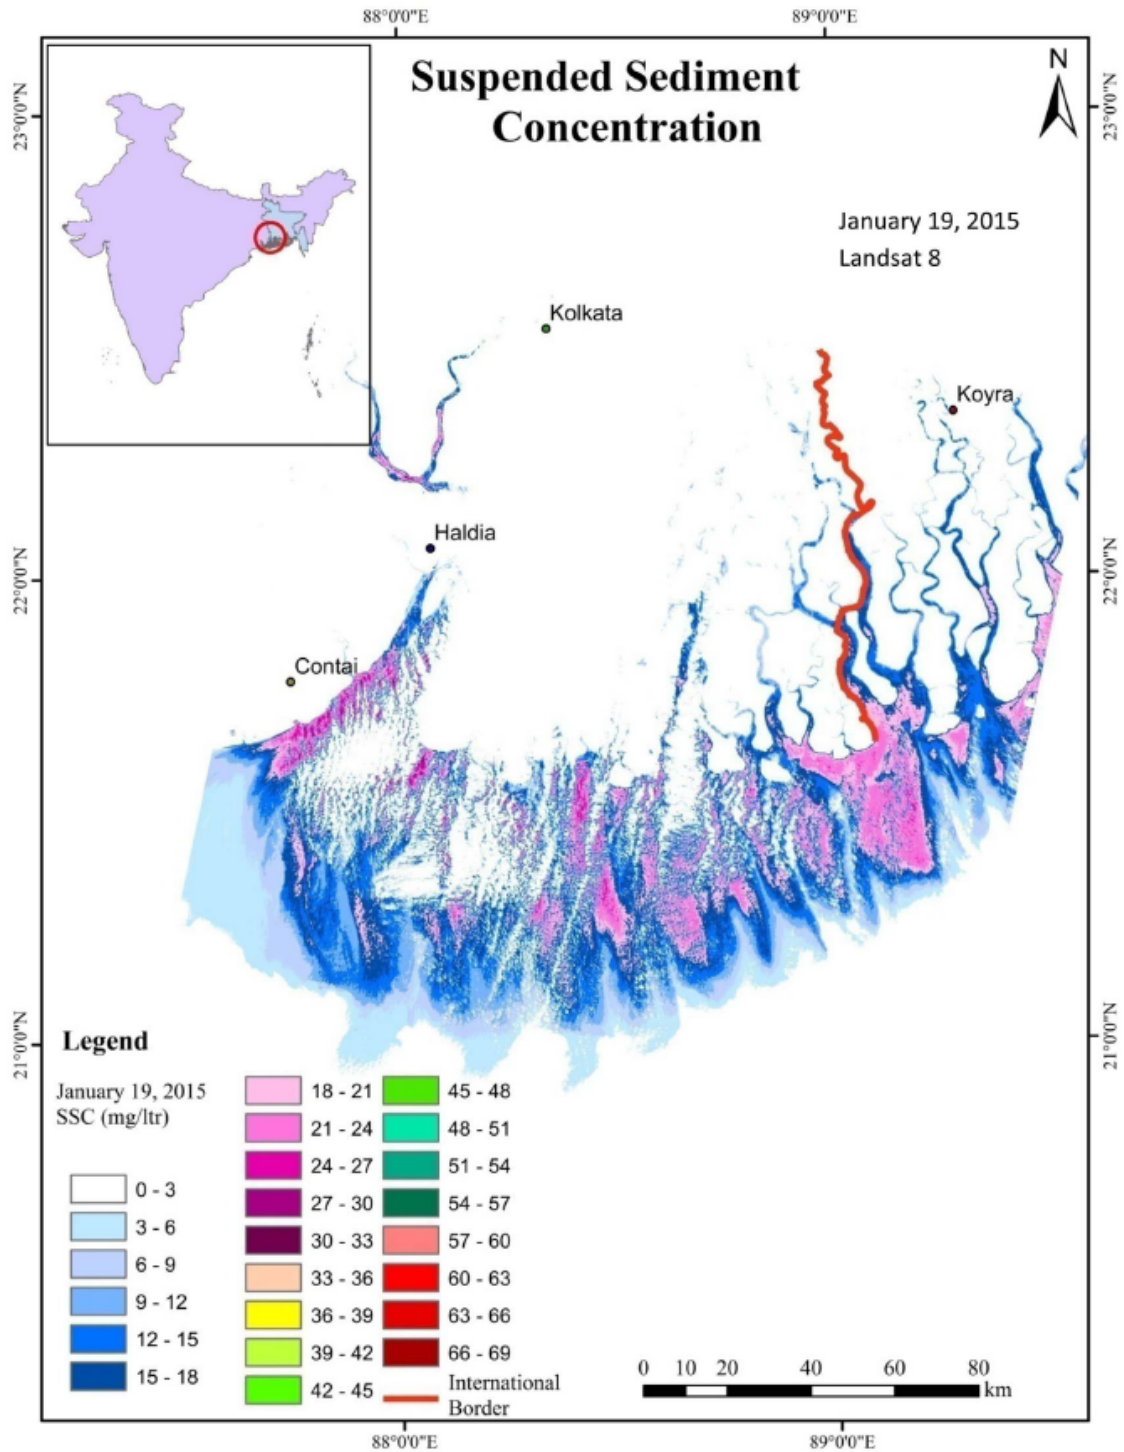 88°0'0"E
89°0'0"E
Suspended Sediment
Concentration
N
23°0'0"N
23°0'0"N
January 19, 2015
Landsat 8
Kolkata
Koyra
Haldia
22°0'0"N
22°0'0"N
Contai
21°0'0"N
21°0'0"N
Legend
January 19, 2015
SSC (mg/ltr)
0 - 3
3 - 6
6 - 9
9 - 12
12 - 15
15 - 18
18 - 21
21 - 24
24 - 27
27 - 30
30 - 33
33 - 36
36 - 39
39 - 42
42 - 45
45 - 48
48 - 51
51 - 54
54 - 57
57 - 60
60 - 63
63 - 66
66 - 69
International
Border
0 10 20 40 60 80
km
88°0'0"E
89°0'0"E